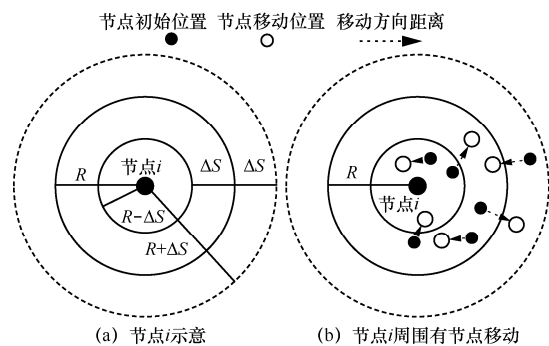 节点初始位置 节点移动位置 移动方向距离
节点i
ΔS ΔS
R
R−ΔS
R+ΔS
R
节点i
(a) 节点i示意
(b) 节点i周围有节点移动